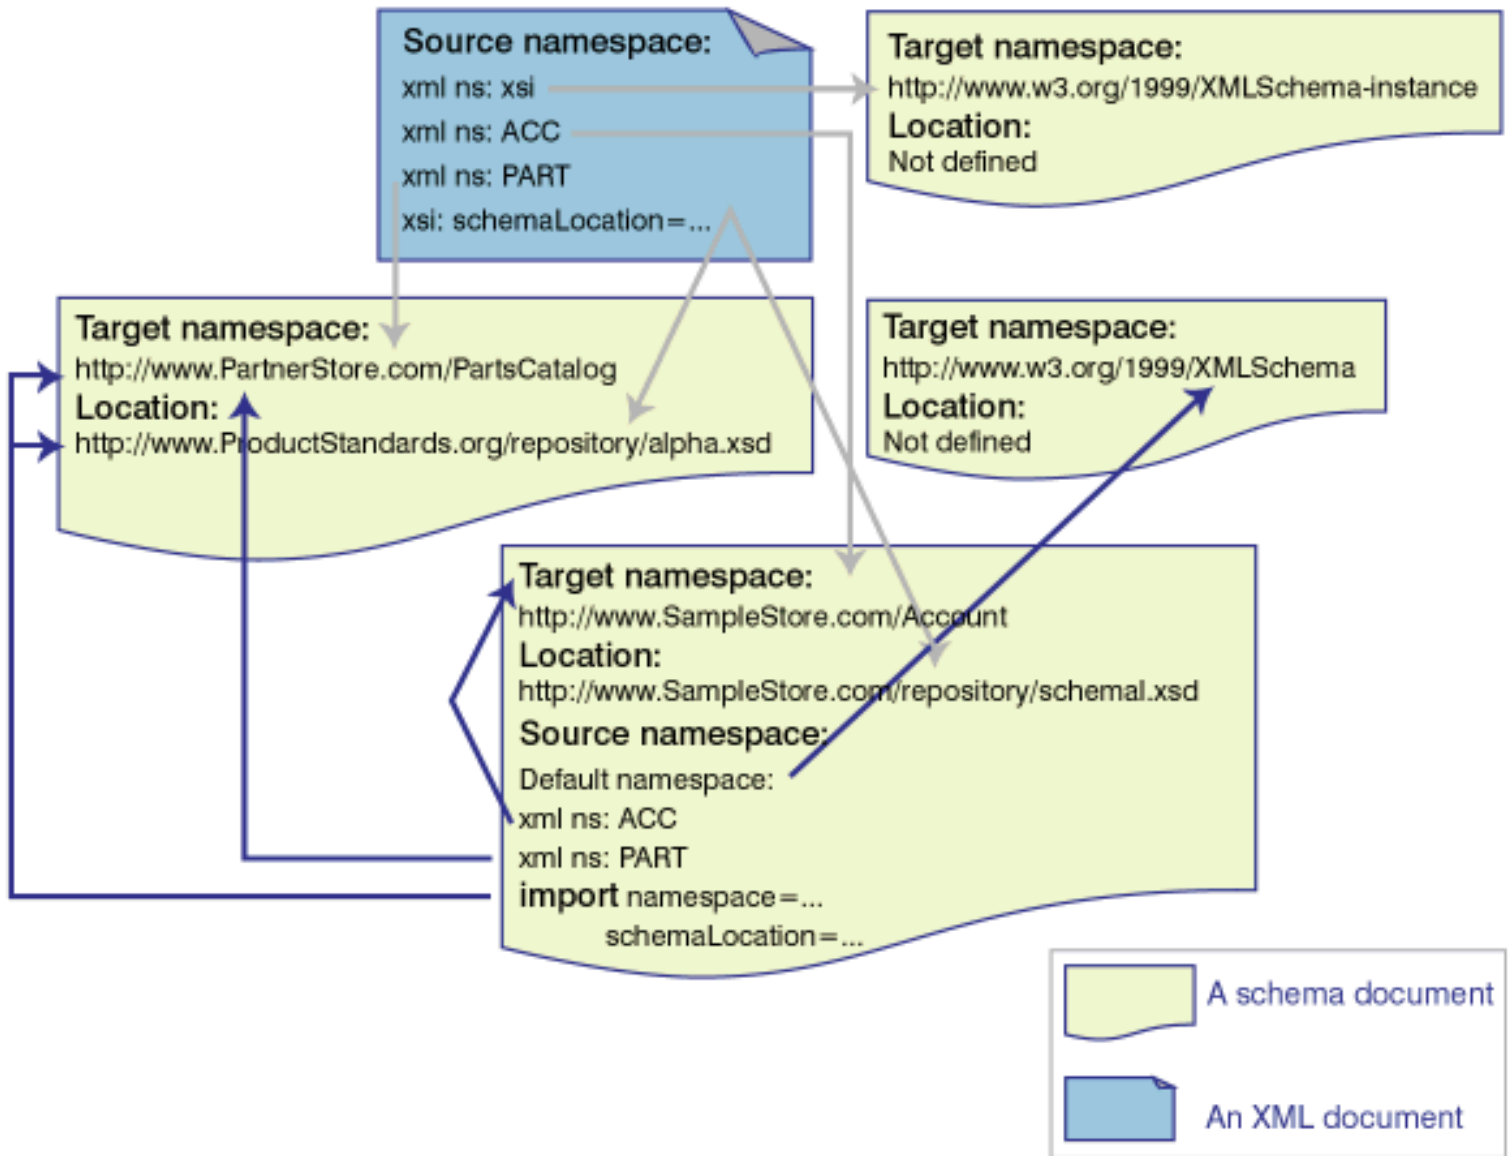 Source namespace:
xml ns: xsi
xml ns: ACC
xml ns: PART
xsi: schemaLocation=...
Target namespace:
http://www.w3.org/1999/XMLSchema-instance
Location:
Not defined
Target namespace:
http://www.PartnerStore.com/PartsCatalog
Location:
http://www.ProductStandards.org/repository/alpha.xsd
Target namespace:
http://www.w3.org/1999/XMLSchema
Location:
Not defined
Target namespace:
http://www.SampleStore.com/Account
Location:
http://www.SampleStore.com/repository/schemal.xsd
Source namespace:
Default namespace:
xml ns: ACC
xml ns: PART
import namespace=...
schemaLocation=...
A schema document
An XML document